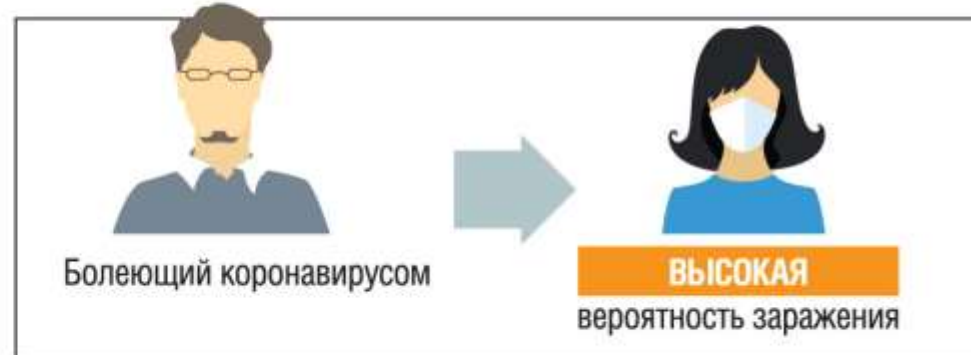 Болеющий коронавирусом
ВЫСОКАЯ
вероятность заражения